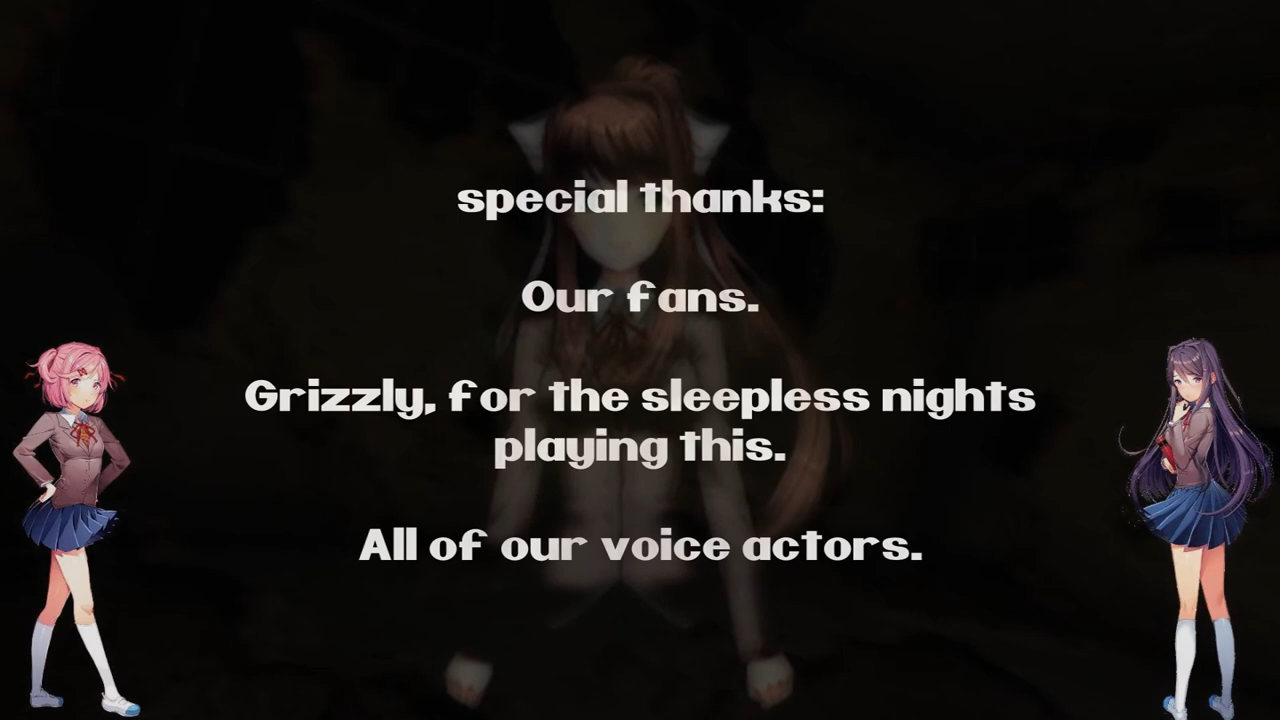 special thanks:
Our fans.
Grizzly, for the sleepless nights
playing this.
All of our voice actors.